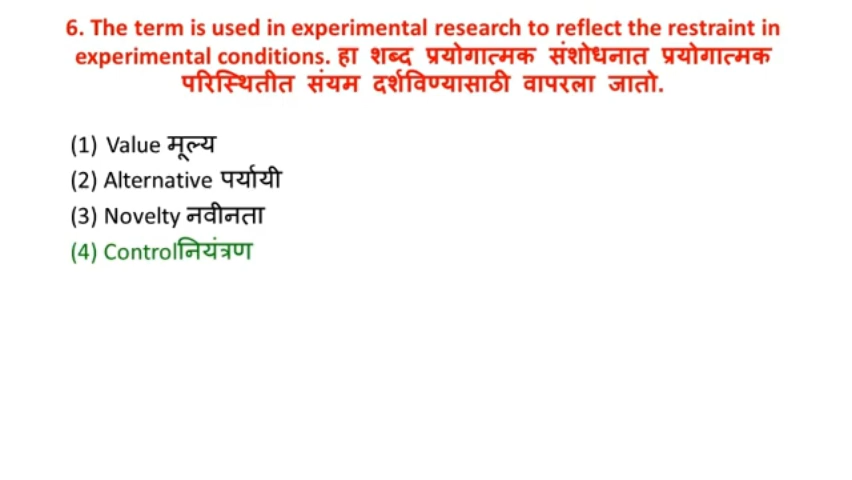 6. The term is used in experimental research to reflect the restraint in
experimental conditions. हा शब्द प्रयोगात्मक संशोधनात प्रयोगात्मक
परिस्थितीत संयम दर्शविण्यासाठी वापरला जातो.
(1) Value मूल्य
(2) Alternative पर्यायी
(3) Novelty नवीनता
(4) Controlनियंत्रण